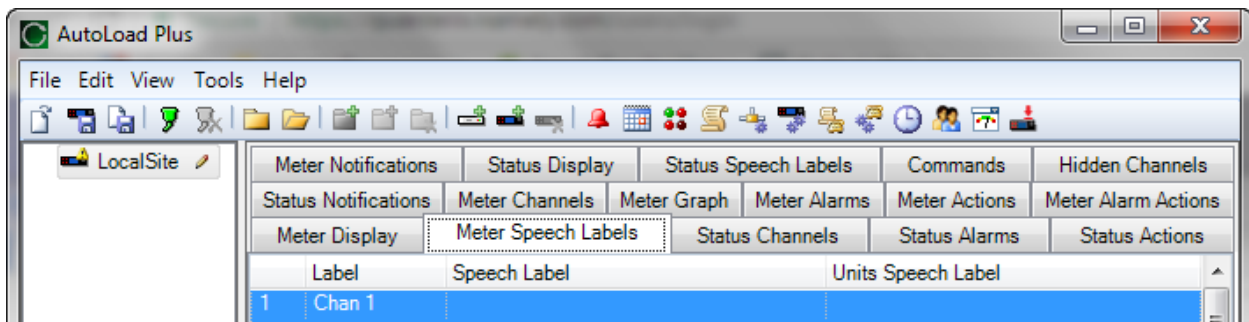 AutoLoad Plus
File Edit View Tools Help
LocalSite
Meter Notifications Status Display Status Speech Labels Commands Hidden Channels
Status Notifications Meter Channels Meter Graph Meter Alarms Meter Actions Meter Alarm Actions
Meter Display Meter Speech Labels Status Channels Status Alarms Status Actions
Label Speech Label Units Speech Label
1 Chan 1